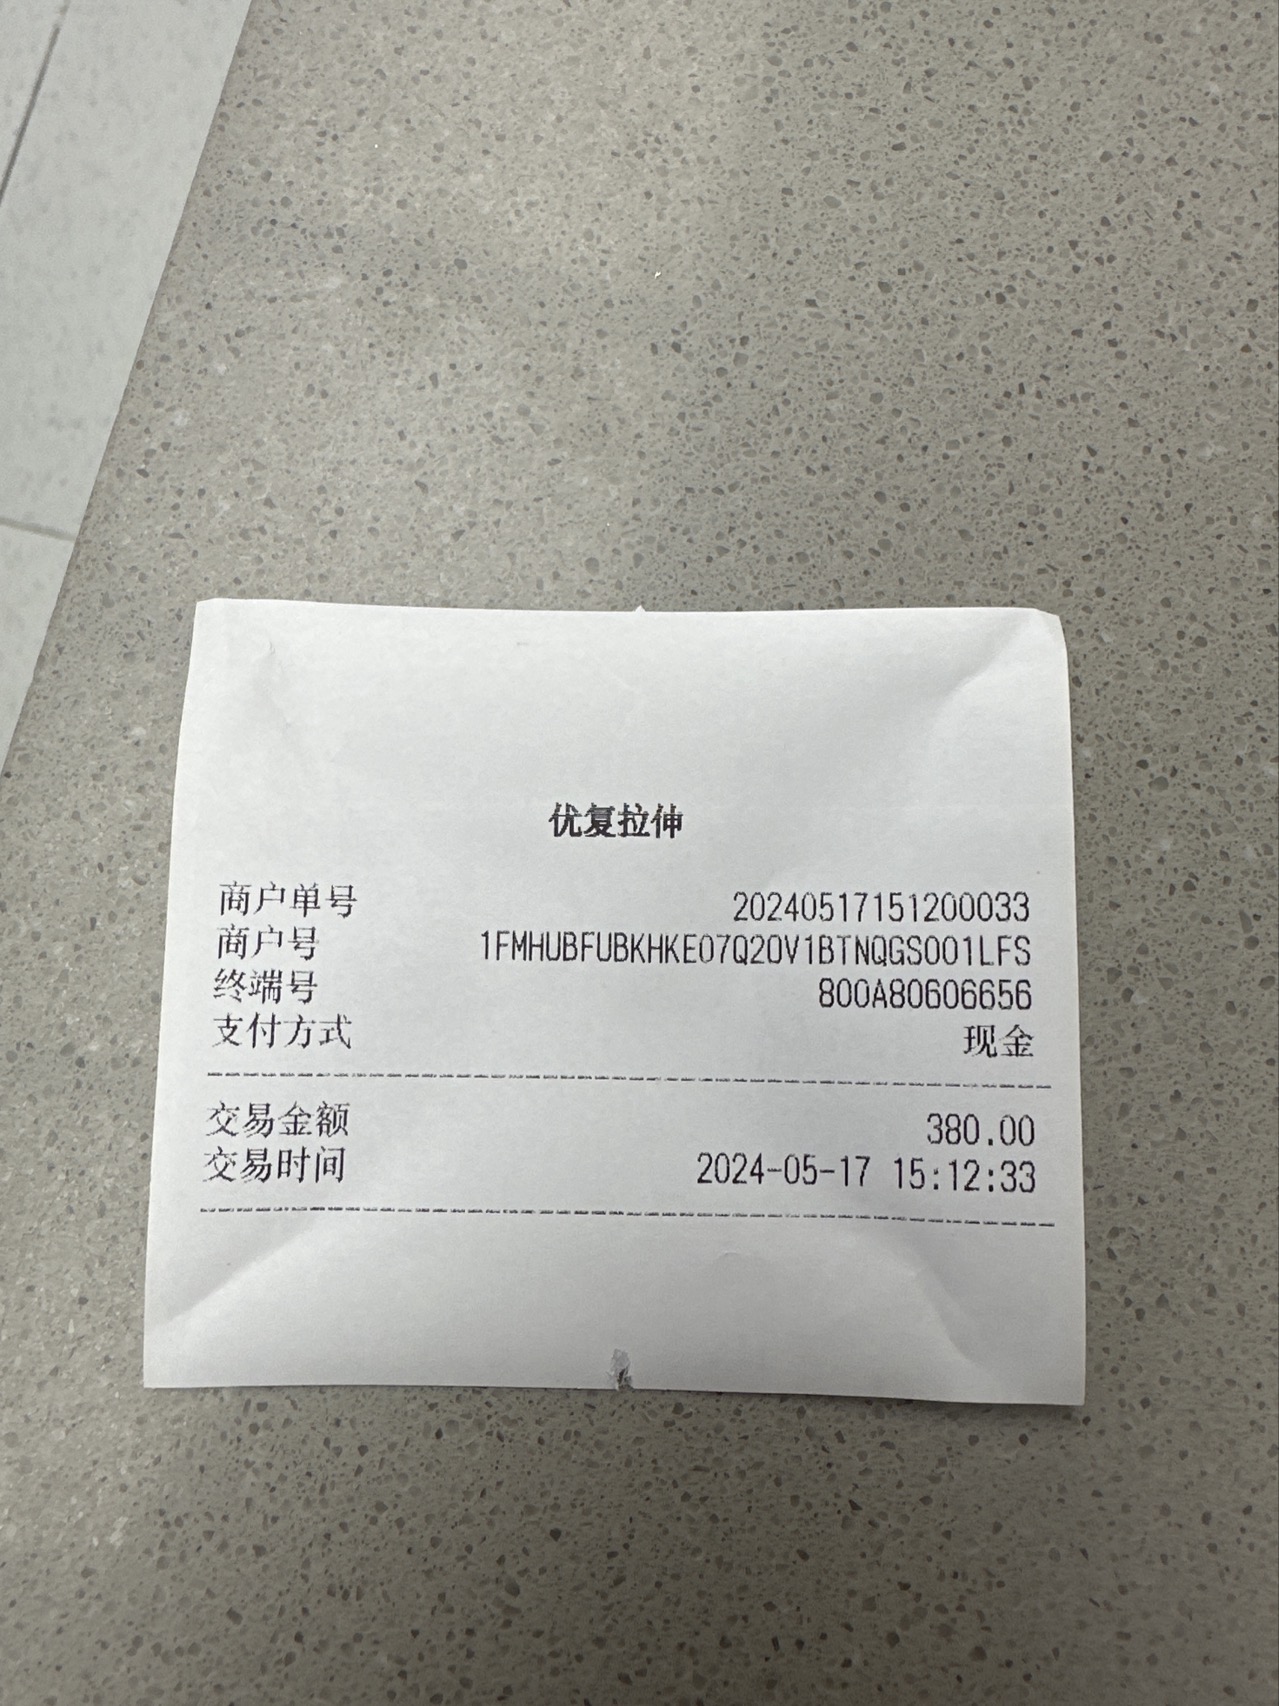 优复拉伸
商户单号 20240517151200033
商户号 1FMHUBFUBKHKE07Q20V1BTNQGS001LFS
终端号 800A80606656
支付方式 现金
交易金额 380.00
交易时间 2024-05-17 15:12:33